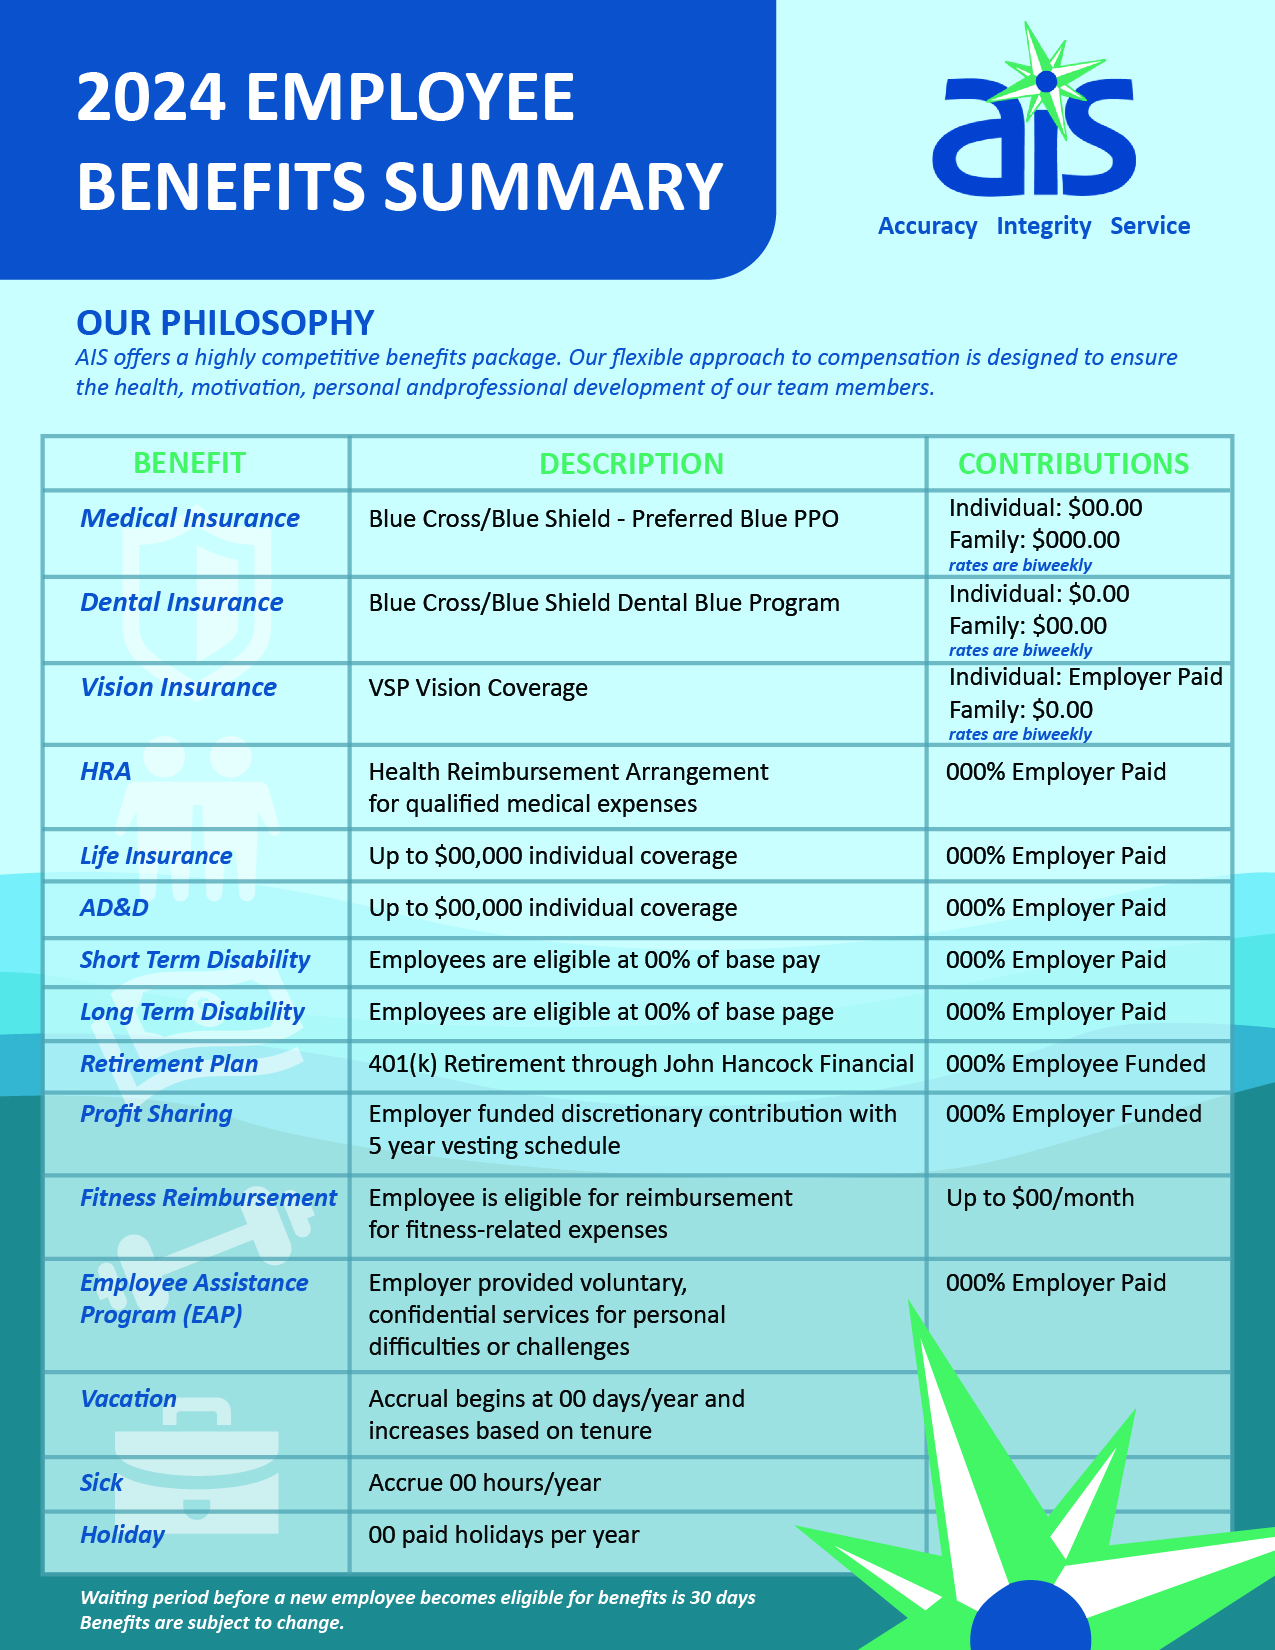 2024 EMPLOYEE
BENEFITS SUMMARY
ais
Accuracy Integrity Service
OUR PHILOSOPHY
AIS offers a highly competitive benefits package. Our flexible approach to compensation is designed to ensure
the health, motivation, personal andprofessional development of our team members.
BENEFIT DESCRIPTION CONTRIBUTIONS
Medical Insurance Blue Cross/Blue Shield - Preferred Blue PPO Individual: $00.00
Family: $000.00
rates are biweekly
Dental Insurance Blue Cross/Blue Shield Dental Blue Program Individual: $0.00
Family: $00.00
rates are biweekly
Vision Insurance VSP Vision Coverage Individual: Employer Paid
Family: $0.00
rates are biweekly
HRA Health Reimbursement Arrangement 000% Employer Paid
for qualified medical expenses
Life Insurance Up to $00,000 individual coverage 000% Employer Paid
AD&D Up to $00,000 individual coverage 000% Employer Paid
Short Term Disability Employees are eligible at 00% of base pay 000% Employer Paid
Long Term Disability Employees are eligible at 00% of base page 000% Employer Paid
Retirement Plan 401(k) Retirement through John Hancock Financial 000% Employee Funded
Profit Sharing Employer funded discretionary contribution with 000% Employer Funded
5 year vesting schedule
Fitness Reimbursement Employee is eligible for reimbursement Up to $00/month
for fitness-related expenses
Employee Assistance Employer provided voluntary, 000% Employer Paid
Program (EAP) confidential services for personal
difficulties or challenges
Vacation Accrual begins at 00 days/year and
increases based on tenure
Sick Accrue 00 hours/year
Holiday 00 paid holidays per year
Waiting period before a new employee becomes eligible for benefits is 30 days
Benefits are subject to change.